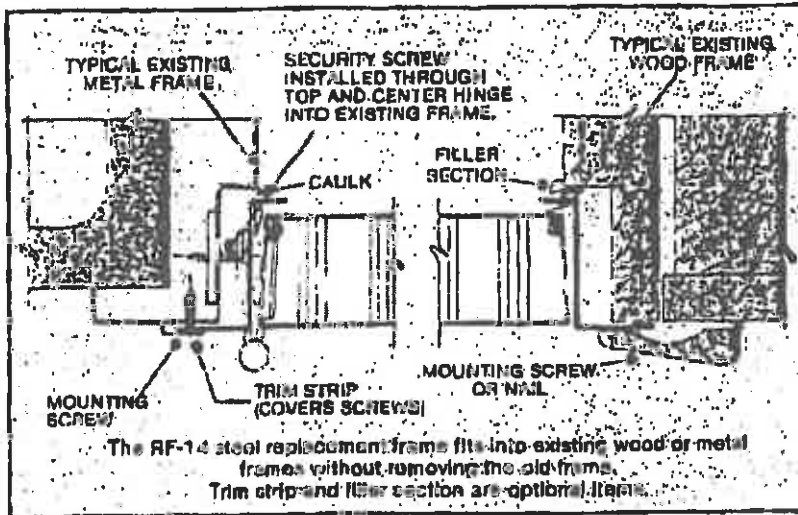 TYPICAL EXISTING
METAL FRAME
SECURITY SCREW
INSTALLED THROUGH
TOP AND CENTER HINGE
INTO EXISTING FRAME.
TYPICAL EXISTING
WOOD FRAME
CAULK
FILLER
SECTION
MOUNTING
SCREW
TRIM STRIP
(COVERS SCREWS)
MOUNTING SCREW
OR NAIL
The RF-14 steel replacement frame fits into existing wood or metal
frames without removing the old frame.
Trim strip and filler section are optional items.